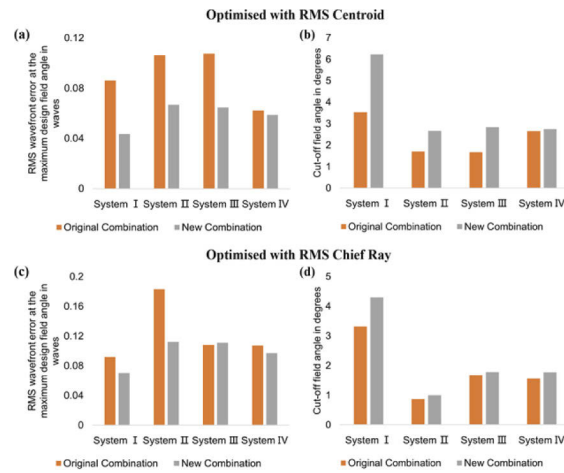 Optimised with RMS Centroid
(a)
RMS wavefront error at the
maximum design field angle in
waves
0.12
0.08
0.04
0
System I System II System III System IV
Original Combination New Combination
(b)
Cut-off field angle in degrees
7
6
5
4
3
2
1
0
System I System II System III System IV
Original Combination New Combination
Optimised with RMS Chief Ray
(c)
RMS wavefront error at the
maximum design field angle in
waves
0.2
0.16
0.12
0.08
0.04
0
System I System II System III System IV
Original Combination New Combination
(d)
Cut-off field angle in degrees
5
4
3
2
1
0
System I System II System III System IV
Original Combination New Combination